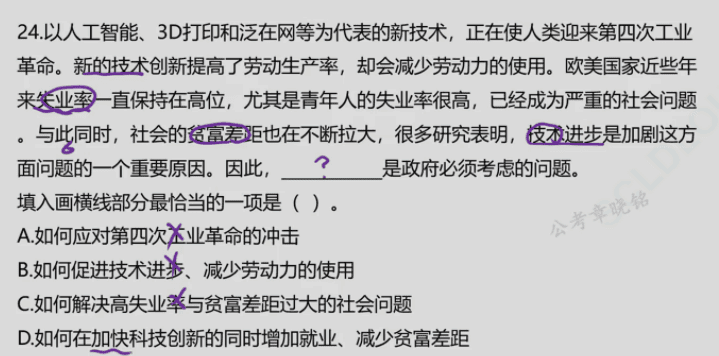 24.以人工智能、3D打印和泛在网等为代表的新技术，正在使人类迎来第四次工业
革命。新的技术创新提高了劳动生产率，却会减少劳动力的使用。欧美国家近些年
来失业率一直保持在高位，尤其是青年人的失业率很高，已经成为严重的社会问题
。与此同时，社会的贫富差距也在不断拉大，很多研究表明，技术进步是加剧这方
面问题的一个重要原因。因此，__________是政府必须考虑的问题。
?
填入画横线部分最恰当的一项是（ ）。
公考章晓铭
A.如何应对第四次工业革命的冲击
B.如何促进技术进步、减少劳动力的使用
C.如何解决高失业率与贫富差距过大的社会问题
D.如何在加快科技创新的同时增加就业、减少贫富差距